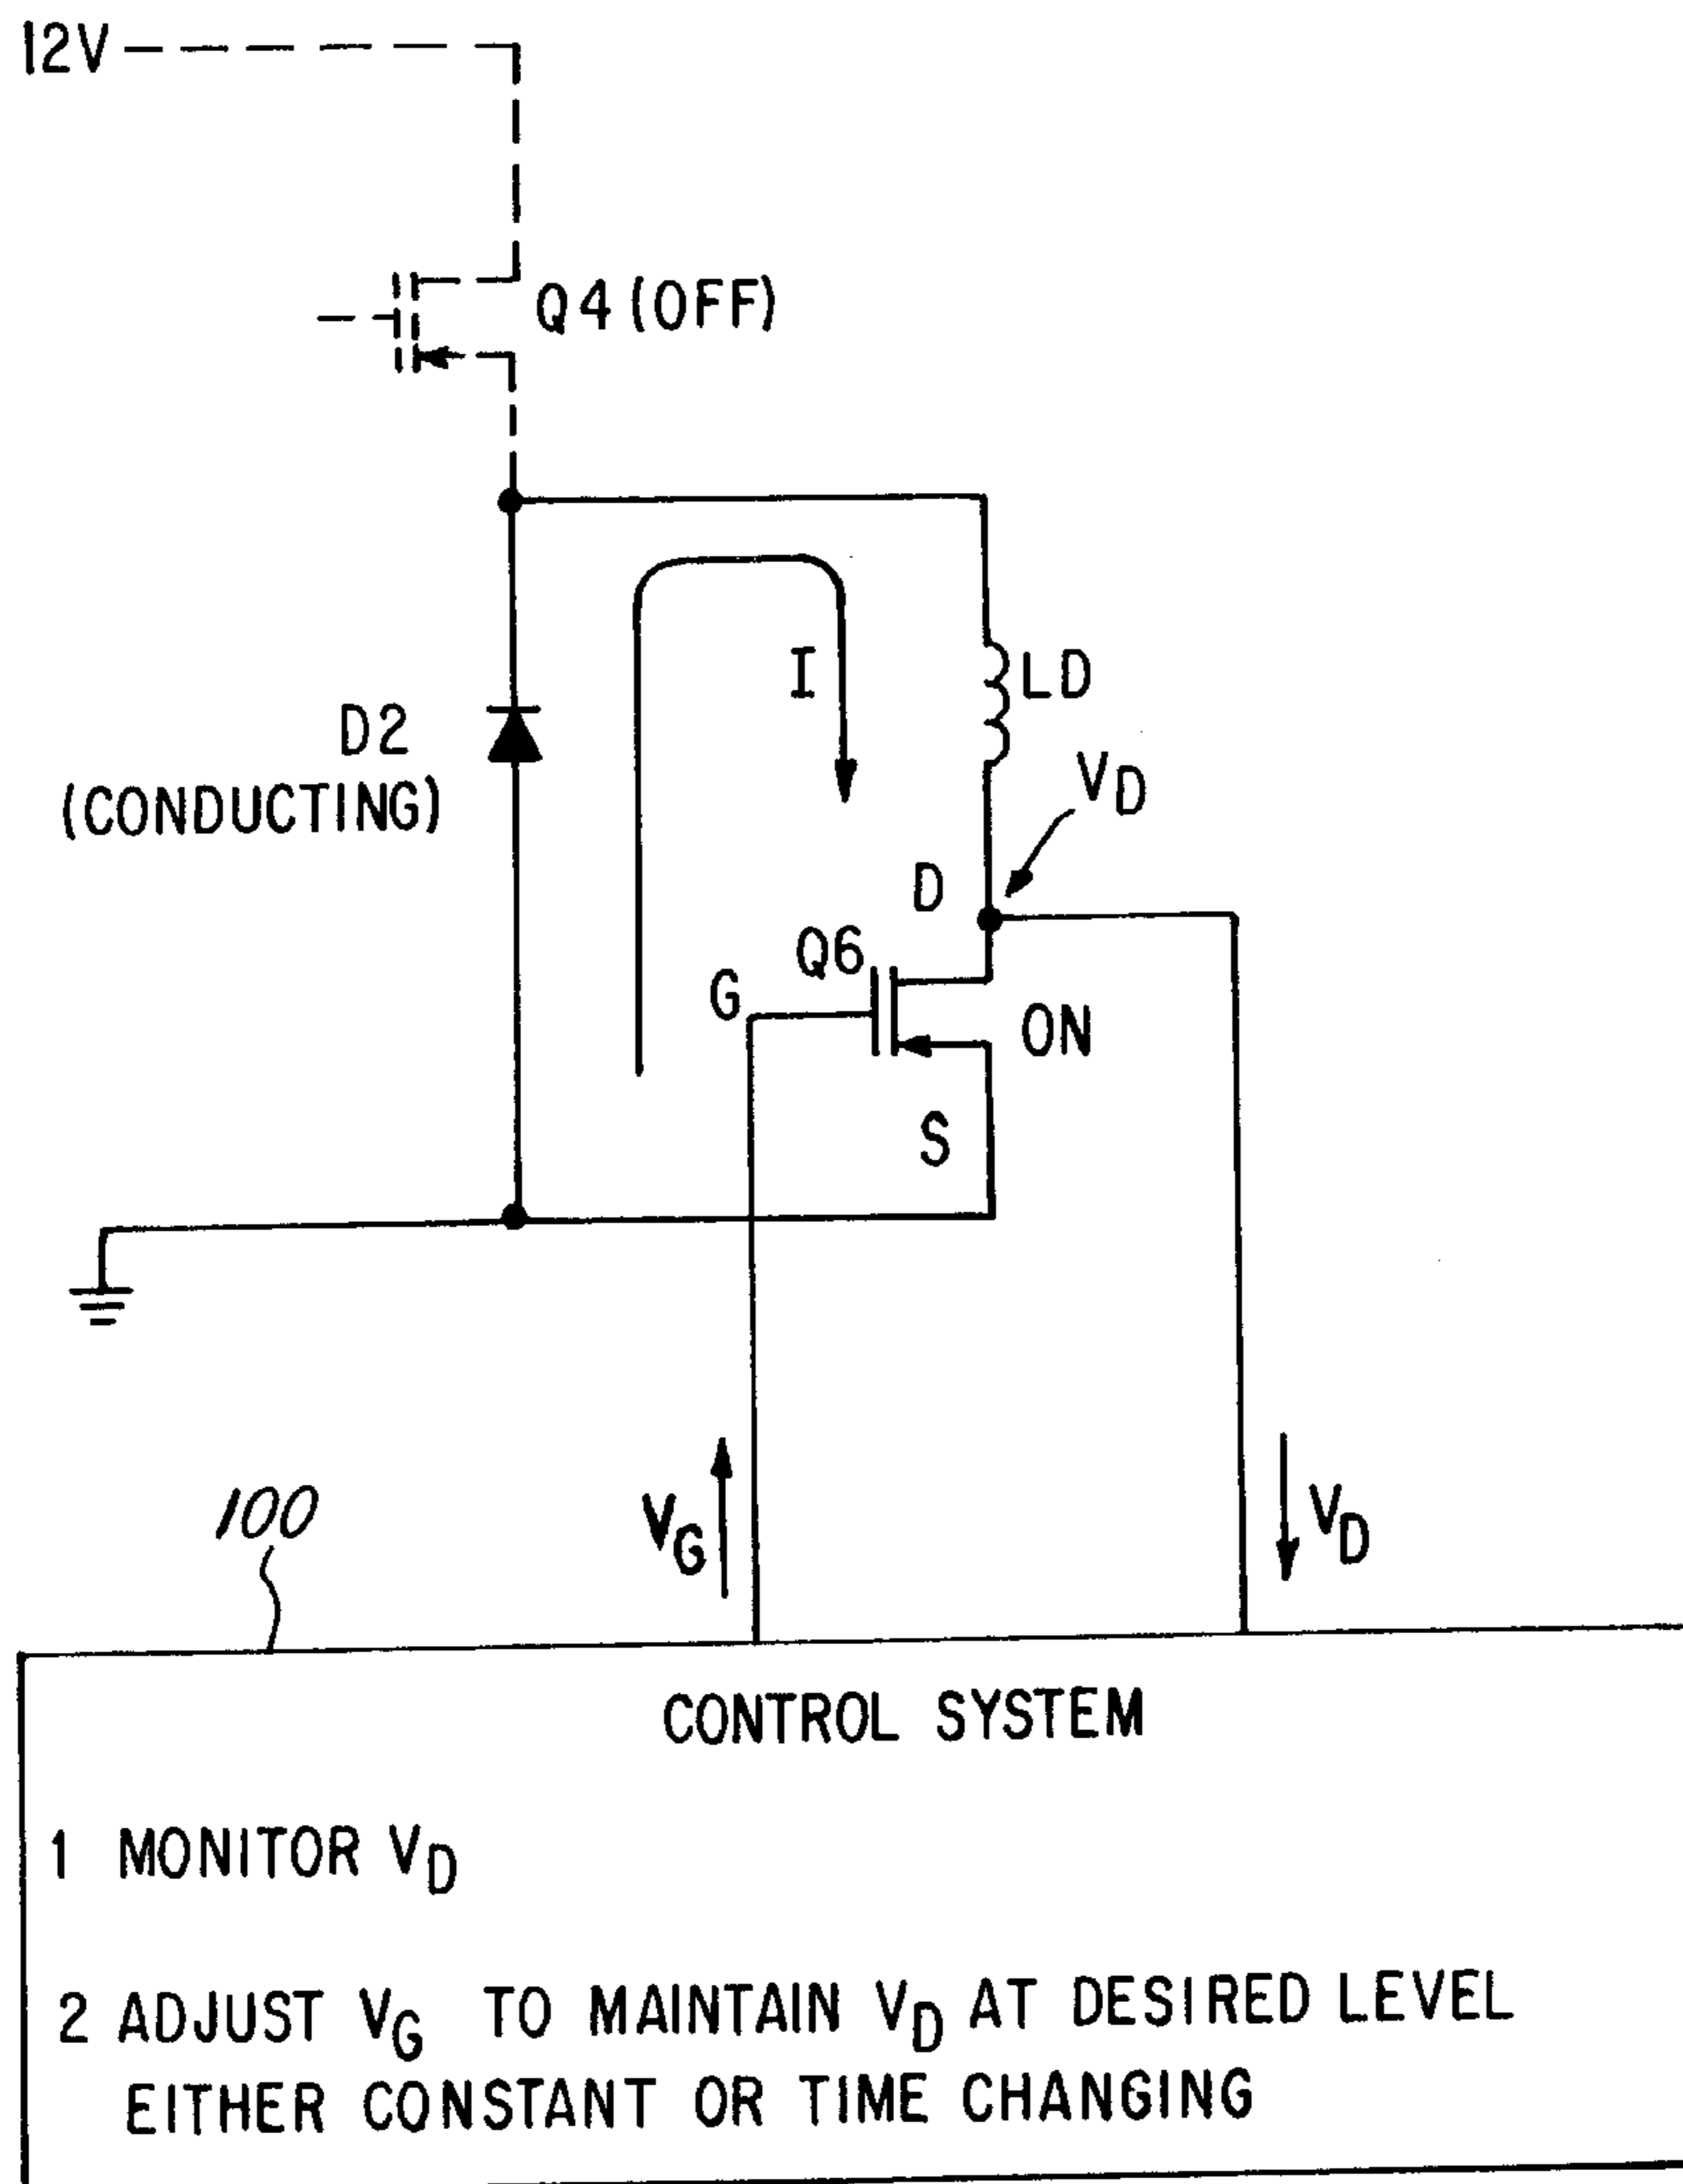 12V
Q4 (OFF)
I
LD
D2
(CONDUCTING)
VD
D
Q6
G
ON
S
100
VG
VD
CONTROL SYSTEM
1 MONITOR VD
2 ADJUST VG TO MAINTAIN VD AT DESIRED LEVEL
EITHER CONSTANT OR TIME CHANGING